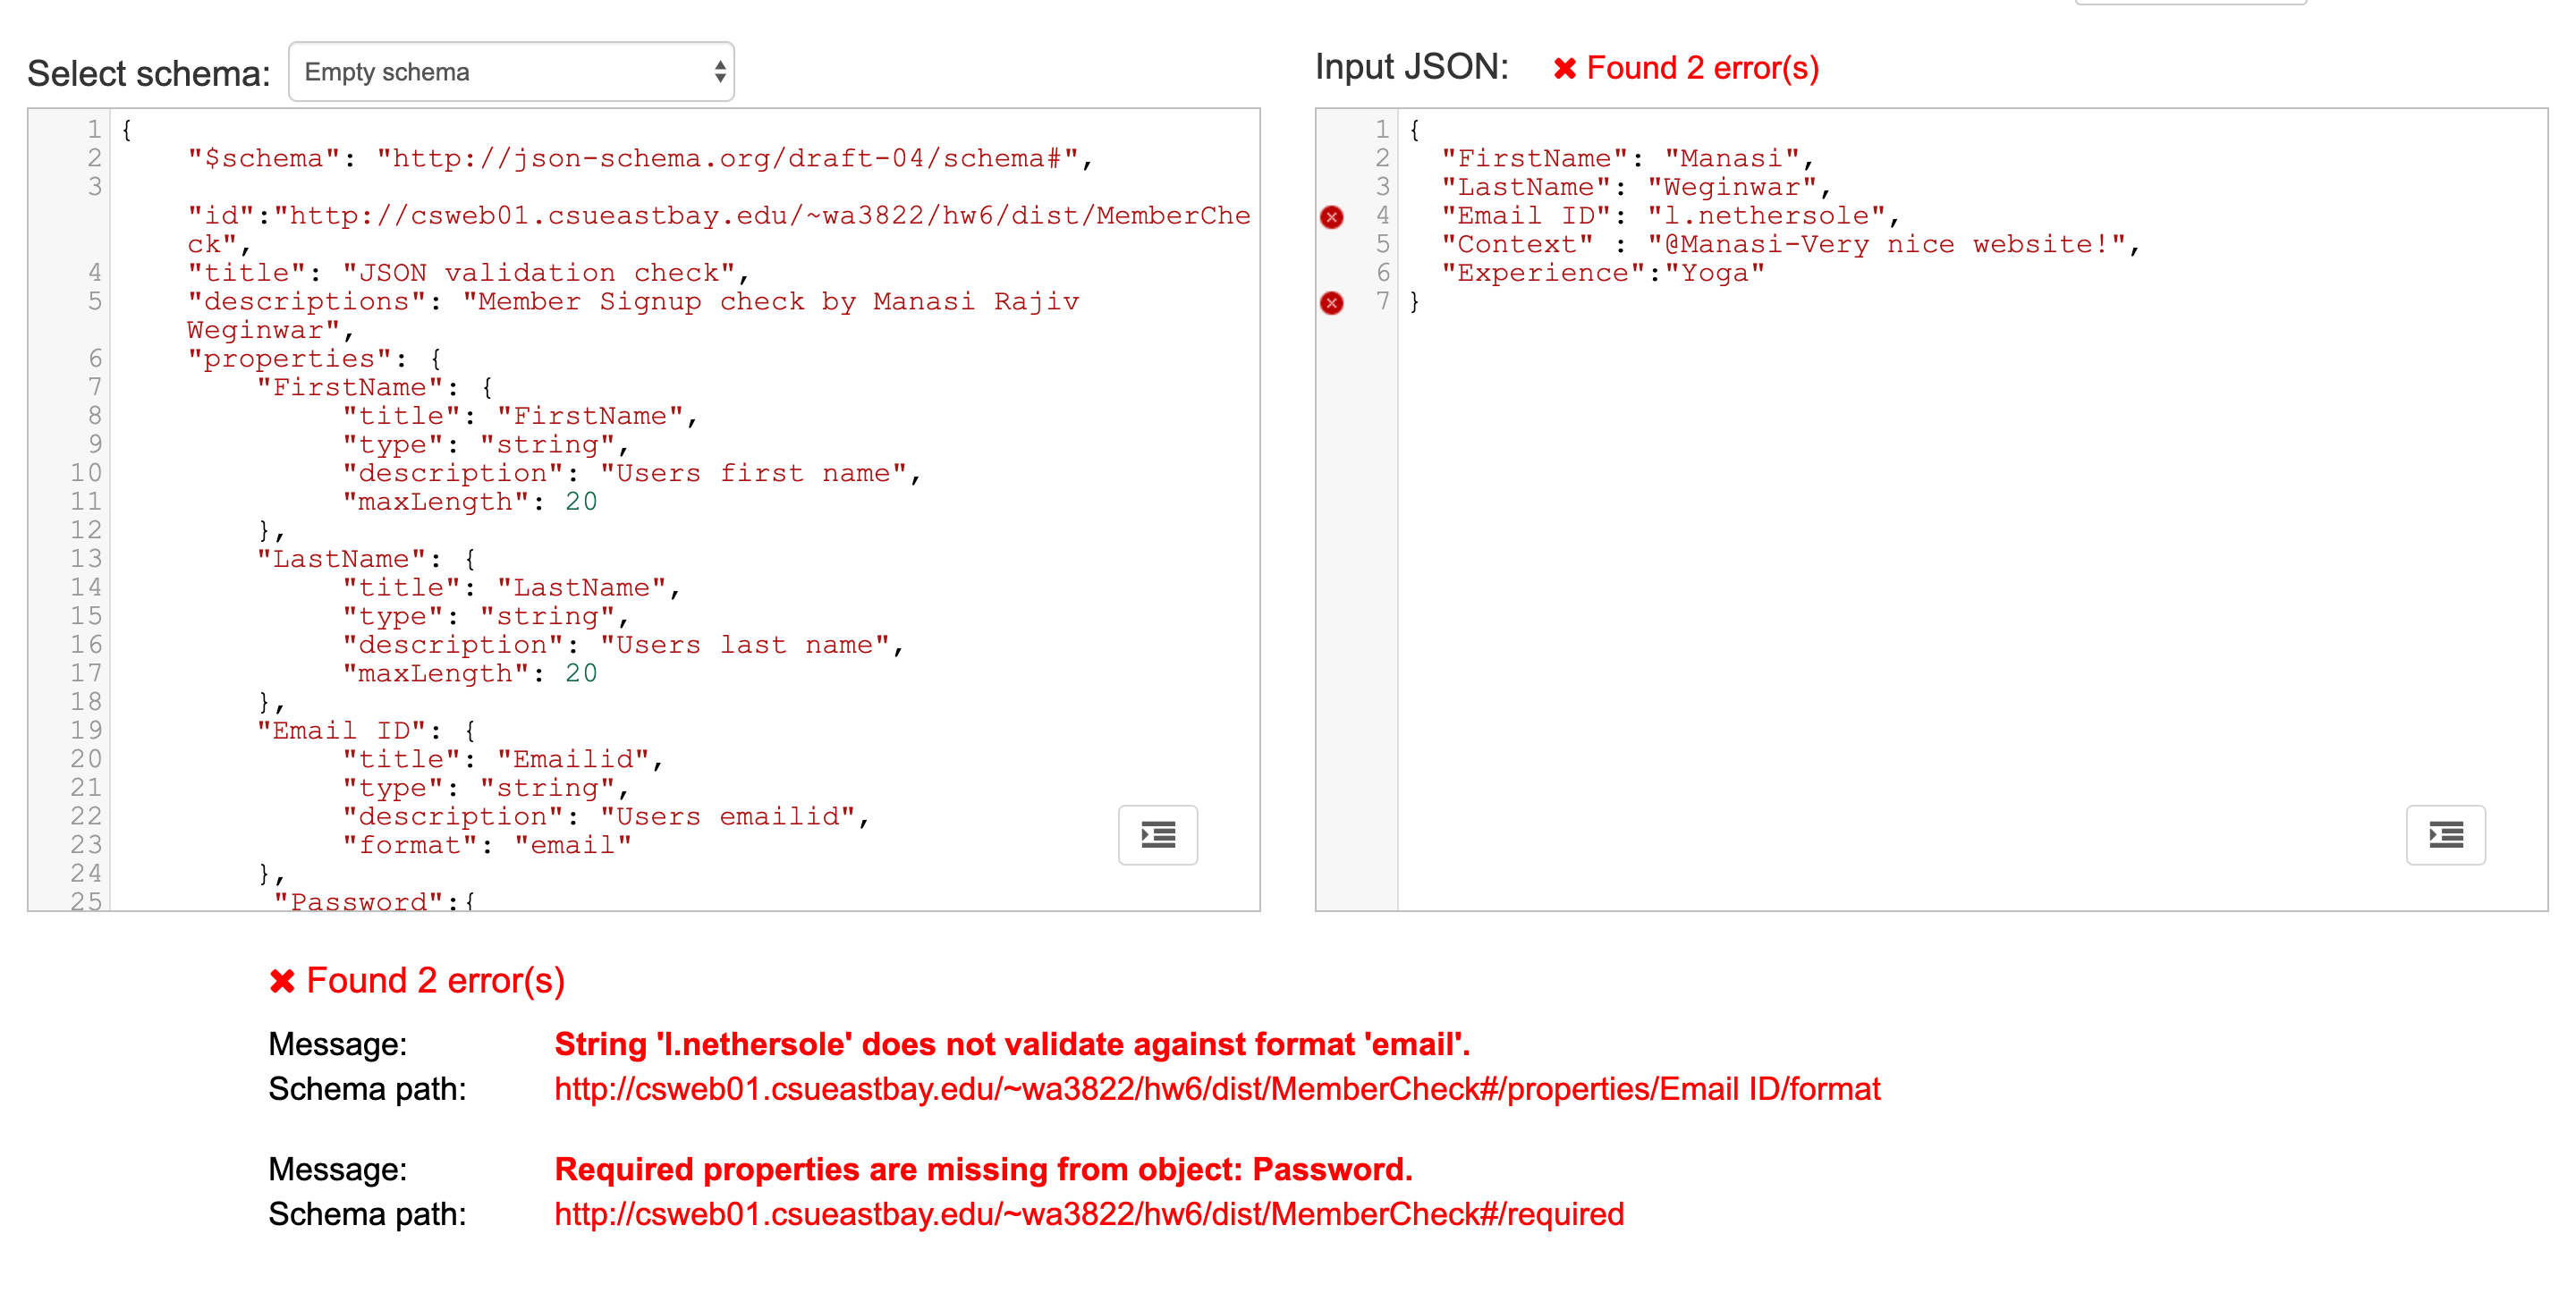 Select schema: Empty schema
1 {
2 "$schema": "http://json-schema.org/draft-04/schema#",
3
"id":"http://csweb01.csueastbay.edu/~wa3822/hw6/dist/MemberChe
ck",
4 "title": "JSON validation check",
5 "descriptions": "Member Signup check by Manasi Rajiv
Weginwar",
6 "properties": {
7 "FirstName": {
8 "title": "FirstName",
9 "type": "string",
10 "description": "Users first name",
11 "maxLength": 20
12 },
13 "LastName": {
14 "title": "LastName",
15 "type": "string",
16 "description": "Users last name",
17 "maxLength": 20
18 },
19 "Email ID": {
20 "title": "Emailid",
21 "type": "string",
22 "description": "Users emailid",
23 "format": "email"
24 },
25 "Password":{
Input JSON: ✖ Found 2 error(s)
1 {
2 "FirstName": "Manasi",
3 "LastName": "Weginwar",
4 "Email ID": "l.nethersole",
5 "Context" : "@Manasi-Very nice website!",
6 "Experience":"Yoga"
7 }
✖ Found 2 error(s)
Message: String 'l.nethersole' does not validate against format 'email'.
Schema path: http://csweb01.csueastbay.edu/~wa3822/hw6/dist/MemberCheck#/properties/Email ID/format
Message: Required properties are missing from object: Password.
Schema path: http://csweb01.csueastbay.edu/~wa3822/hw6/dist/MemberCheck#/required